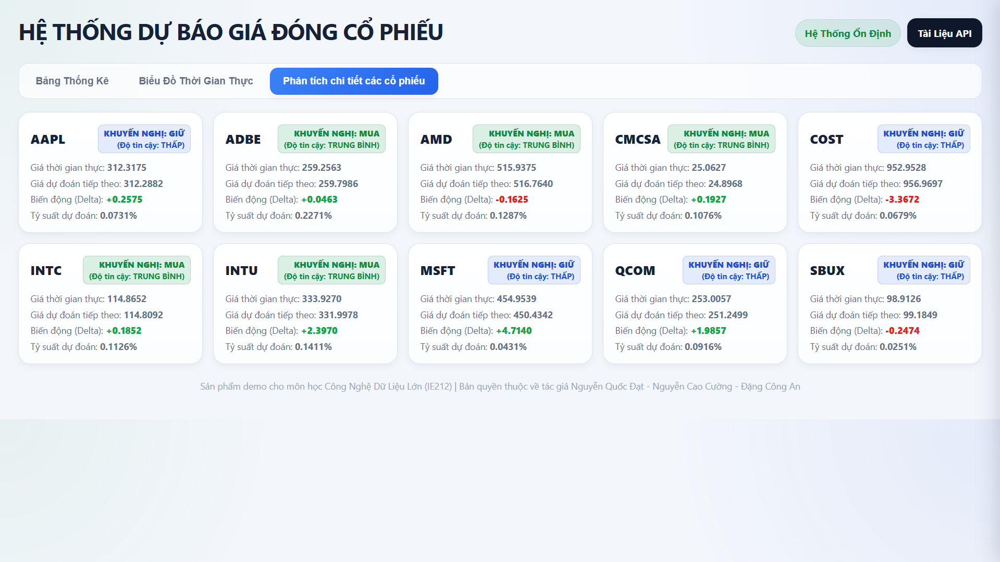 HỆ THỐNG DỰ BÁO GIÁ ĐÓNG CỔ PHIẾU
Hệ Thống Ổn Định
Tài Liệu API
Bảng Thống Kê
Biểu Đồ Thời Gian Thực
Phân tích chi tiết các cổ phiếu
AAPL
KHUYẾN NGHỊ: GIỮ
(Độ tin cậy: THẤP)
Giá thời gian thực: 312.3175
Giá dự đoán tiếp theo: 312.2882
Biến động (Delta): +0.2575
Tỷ suất dự đoán: 0.0731%
ADBE
KHUYẾN NGHỊ: MUA
(Độ tin cậy: TRUNG BÌNH)
Giá thời gian thực: 259.2563
Giá dự đoán tiếp theo: 259.7986
Biến động (Delta): +0.0463
Tỷ suất dự đoán: 0.2271%
AMD
KHUYẾN NGHỊ: MUA
(Độ tin cậy: TRUNG BÌNH)
Giá thời gian thực: 515.9375
Giá dự đoán tiếp theo: 516.7640
Biến động (Delta): -0.1625
Tỷ suất dự đoán: 0.1287%
CMCSA
KHUYẾN NGHỊ: MUA
(Độ tin cậy: TRUNG BÌNH)
Giá thời gian thực: 25.0627
Giá dự đoán tiếp theo: 24.8968
Biến động (Delta): +0.1927
Tỷ suất dự đoán: 0.1076%
COST
KHUYẾN NGHỊ: GIỮ
(Độ tin cậy: THẤP)
Giá thời gian thực: 952.9528
Giá dự đoán tiếp theo: 956.9697
Biến động (Delta): -3.3672
Tỷ suất dự đoán: 0.0679%
INTC
KHUYẾN NGHỊ: MUA
(Độ tin cậy: TRUNG BÌNH)
Giá thời gian thực: 114.8652
Giá dự đoán tiếp theo: 114.8092
Biến động (Delta): +0.1852
Tỷ suất dự đoán: 0.1126%
INTU
KHUYẾN NGHỊ: MUA
(Độ tin cậy: TRUNG BÌNH)
Giá thời gian thực: 333.9270
Giá dự đoán tiếp theo: 331.9978
Biến động (Delta): +2.3970
Tỷ suất dự đoán: 0.1411%
MSFT
KHUYẾN NGHỊ: GIỮ
(Độ tin cậy: THẤP)
Giá thời gian thực: 454.9539
Giá dự đoán tiếp theo: 450.4342
Biến động (Delta): +4.7140
Tỷ suất dự đoán: 0.0431%
QCOM
KHUYẾN NGHỊ: GIỮ
(Độ tin cậy: THẤP)
Giá thời gian thực: 253.0057
Giá dự đoán tiếp theo: 251.2499
Biến động (Delta): +1.9857
Tỷ suất dự đoán: 0.0916%
SBUX
KHUYẾN NGHỊ: GIỮ
(Độ tin cậy: THẤP)
Giá thời gian thực: 98.9126
Giá dự đoán tiếp theo: 99.1849
Biến động (Delta): -0.2474
Tỷ suất dự đoán: 0.0251%
Sản phẩm demo cho môn học Công Nghệ Dữ Liệu Lớn (IE212) | Bản quyền thuộc về tác giả Nguyễn Quốc Đạt - Nguyễn Cao Cường - Đặng Công An